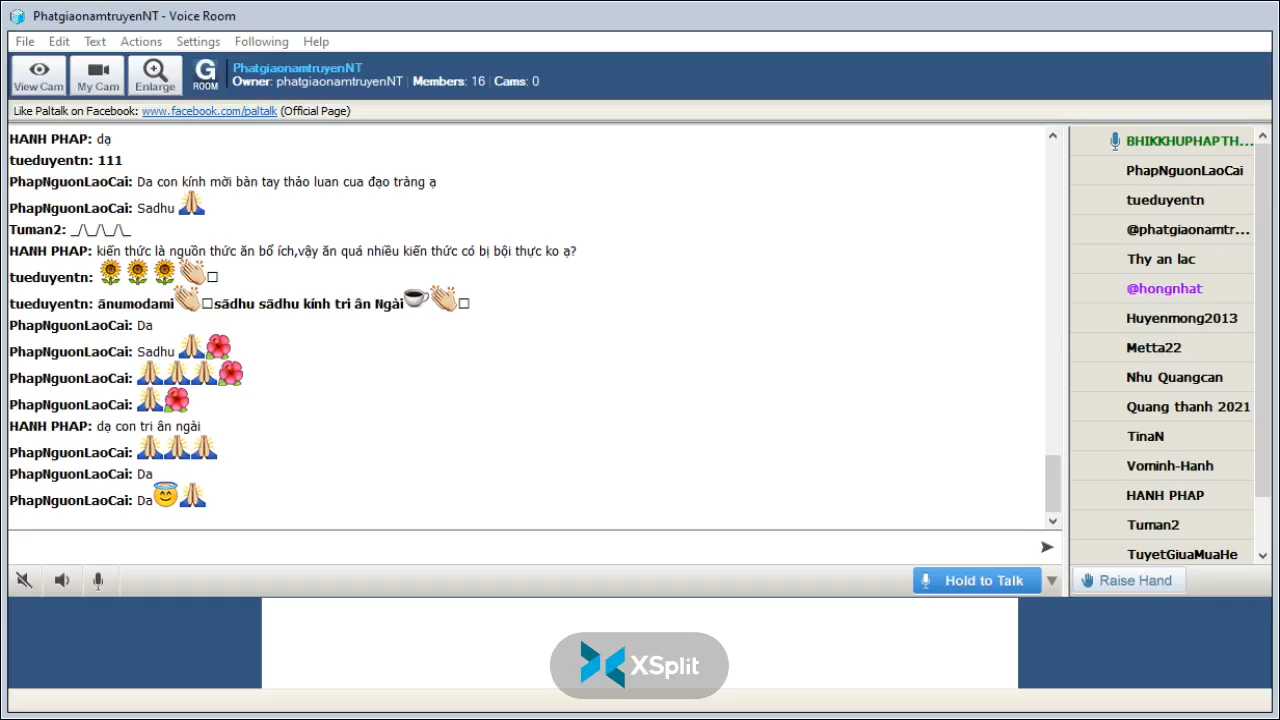 PhatgiaonamtruyenNT - Voice Room
File Edit Text Actions Settings Following Help
View Cam My Cam Enlarge G ROOM
PhatgiaonamtruyenNT
Owner: phatgiaonamtruyenNT | Members: 16 | Cams: 0
Like Paltalk on Facebook: www.facebook.com/paltalk (Official Page)
HANH PHAP: dạ
tueduyentn: 111
PhapNguonLaoCai: Da con kính mời bàn tay thảo luan cua đạo tràng ạ
PhapNguonLaoCai: Sadhu 🙏
Tuman2: _/\_/\_/\_
HANH PHAP: kiến thức là nguồn thức ăn bổ ích,vậy ăn quá nhiều kiến thức có bị bội thực ko ạ?
tueduyentn: 🌻🌻🌻👏□
tueduyentn: ānumodami👏□sādhu sādhu kính tri ân Ngài☕👏□
PhapNguonLaoCai: Da
PhapNguonLaoCai: Sadhu 🙏🌺
PhapNguonLaoCai: 🙏🙏🙏🌺
PhapNguonLaoCai: 🙏🌺
HANH PHAP: dạ con tri ân ngài
PhapNguonLaoCai: 🙏🙏🙏
PhapNguonLaoCai: Da
PhapNguonLaoCai: Da😇🙏
BHIKKHUPHAPTH...
PhapNguonLaoCai
tueduyentn
@phatgiaonamtr...
Thy an lac
@hongnhat
Huyenmong2013
Metta22
Nhu Quangcan
Quang thanh 2021
TinaN
Vominh-Hanh
HANH PHAP
Tuman2
TuyetGiuaMuaHe
Hold to Talk
Raise Hand
XSplit